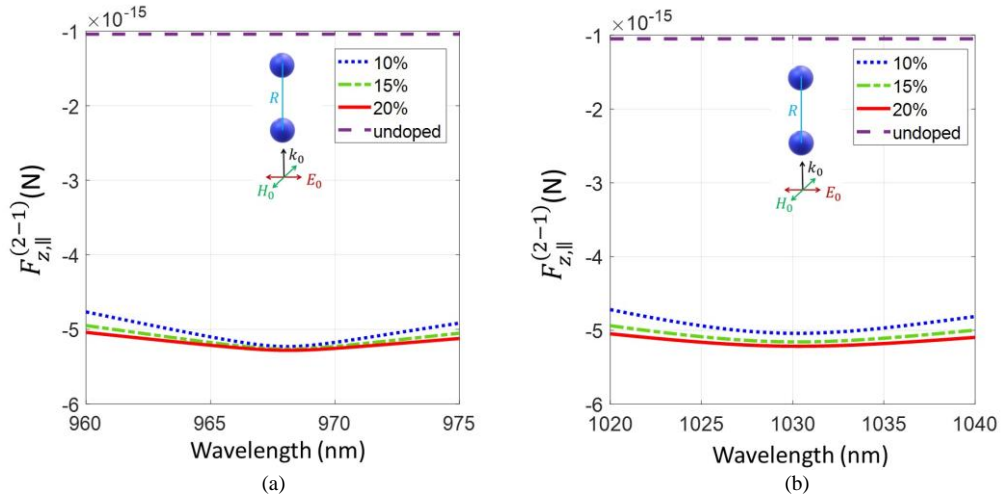 ×10⁻¹⁵
-1
-2
-3
-4
-5
-6
F_{z,∥}^{(2−1)}(N)
10%
15%
20%
undoped
R
k₀
E₀
H₀
960
965
970
975
Wavelength (nm)
(a)
×10⁻¹⁵
-1
-2
-3
-4
-5
-6
F_{z,∥}^{(2−1)}(N)
10%
15%
20%
undoped
R
k₀
E₀
H₀
1020
1025
1030
1035
1040
Wavelength (nm)
(b)